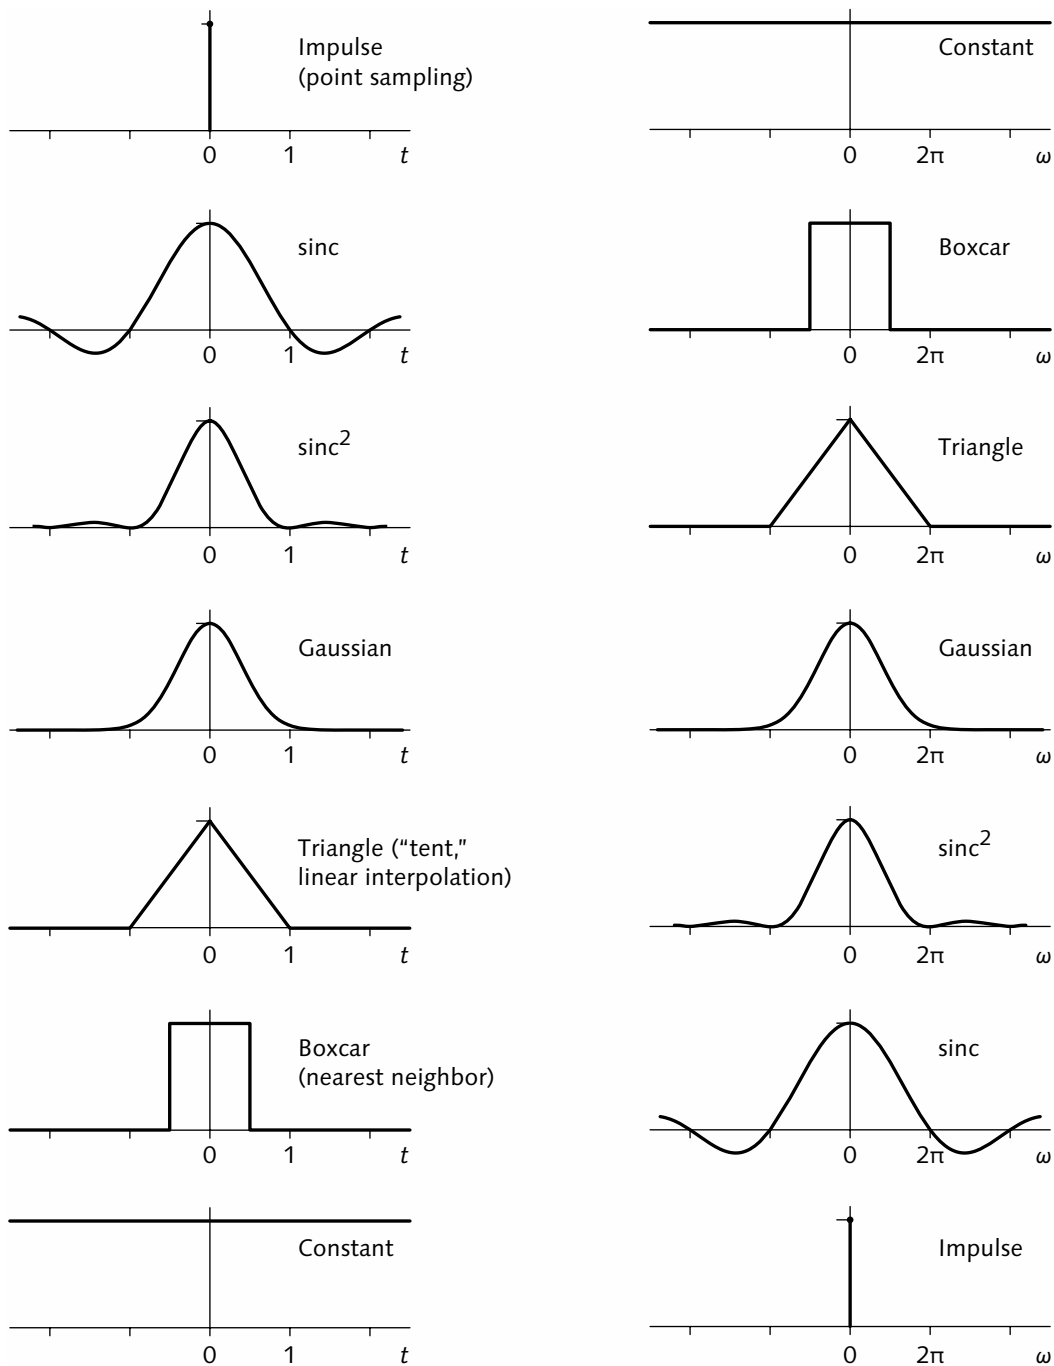 Impulse
(point sampling)
0 1 t
Constant
0 2π ω
sinc
0 1 t
Boxcar
0 2π ω
sinc2
0 1 t
Triangle
0 2π ω
Gaussian
0 1 t
Gaussian
0 2π ω
Triangle (“tent,”
linear interpolation)
0 1 t
sinc2
0 2π ω
Boxcar
(nearest neighbor)
0 1 t
sinc
0 2π ω
Constant
0 1 t
Impulse
0 2π ω